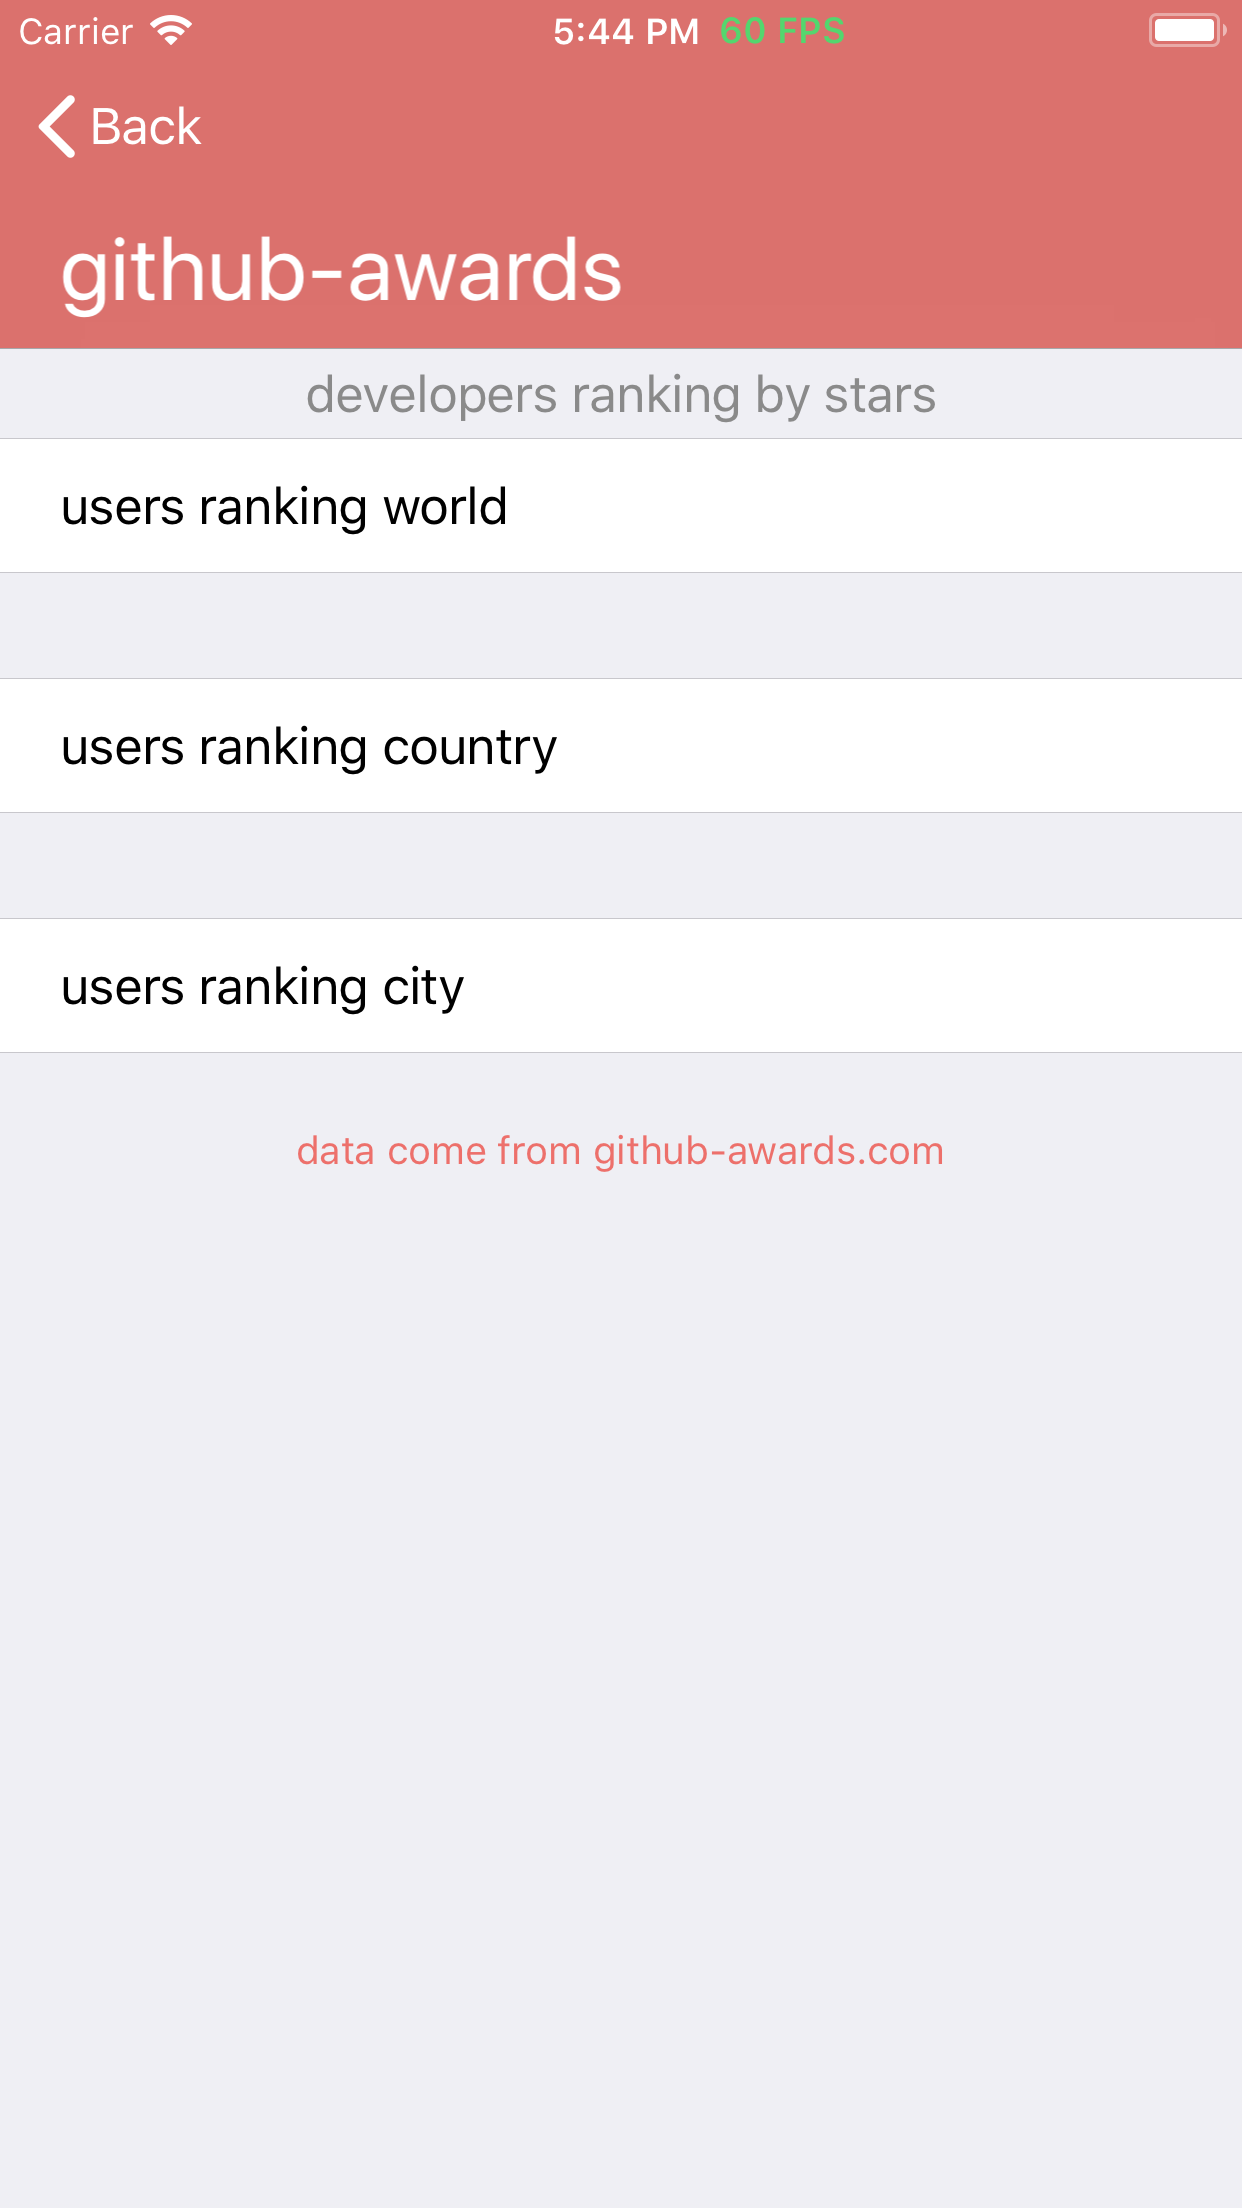 Carrier 5:44 PM 60 FPS
Back
github-awards
developers ranking by stars
users ranking world
users ranking country
users ranking city
data come from github-awards.com